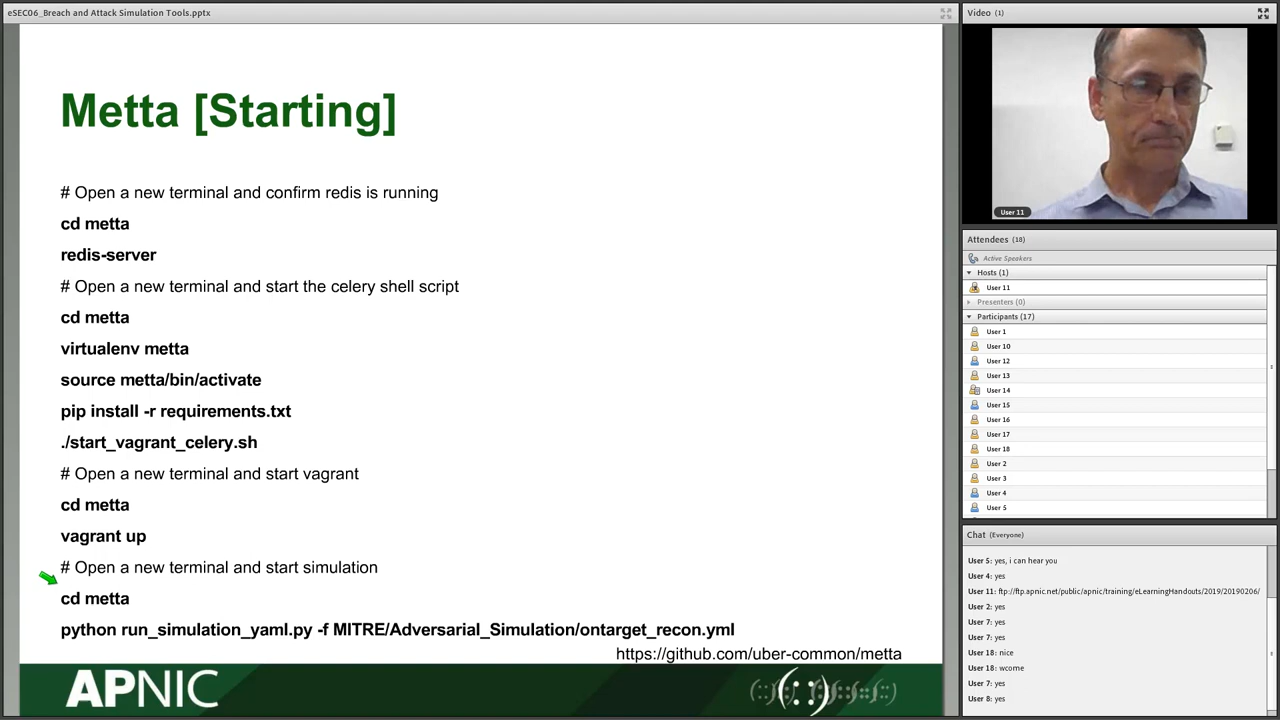 eSEC06_Breach and Attack Simulation Tools.pptx
Metta [Starting]
# Open a new terminal and confirm redis is running
cd metta
redis-server
# Open a new terminal and start the celery shell script
cd metta
virtualenv metta
source metta/bin/activate
pip install -r requirements.txt
./start_vagrant_celery.sh
# Open a new terminal and start vagrant
cd metta
vagrant up
# Open a new terminal and start simulation
cd metta
python run_simulation_yaml.py -f MITRE/Adversarial_Simulation/ontarget_recon.yml
https://github.com/uber-common/metta
APNIC
Video (1)
User 11
Attendees (18)
Active Speakers
Hosts (1)
User 11
Presenters (0)
Participants (17)
User 1
User 10
User 12
User 13
User 14
User 15
User 16
User 17
User 18
User 2
User 3
User 4
User 5
Chat (Everyone)
User 5: yes, i can hear you
User 4: yes
User 11: ftp://ftp.apnic.net/public/apnic/training/eLearningHandouts/2019/20190206/
User 2: yes
User 7: yes
User 7: yes
User 18: nice
User 18: wcome
User 7: yes
User 8: yes